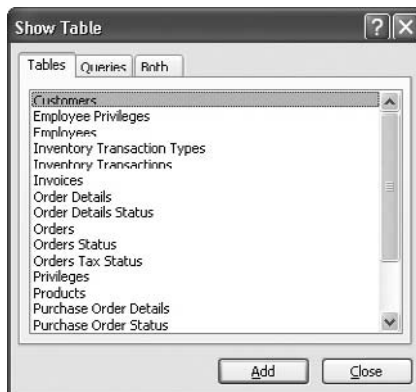 Show Table
Tables Queries Both
Customers
Employee Privileges
Employees
Inventory Transaction Types
Inventory Transactions
Invoices
Order Details
Order Details Status
Orders
Orders Status
Orders Tax Status
Privileges
Products
Purchase Order Details
Purchase Order Status
Add Close